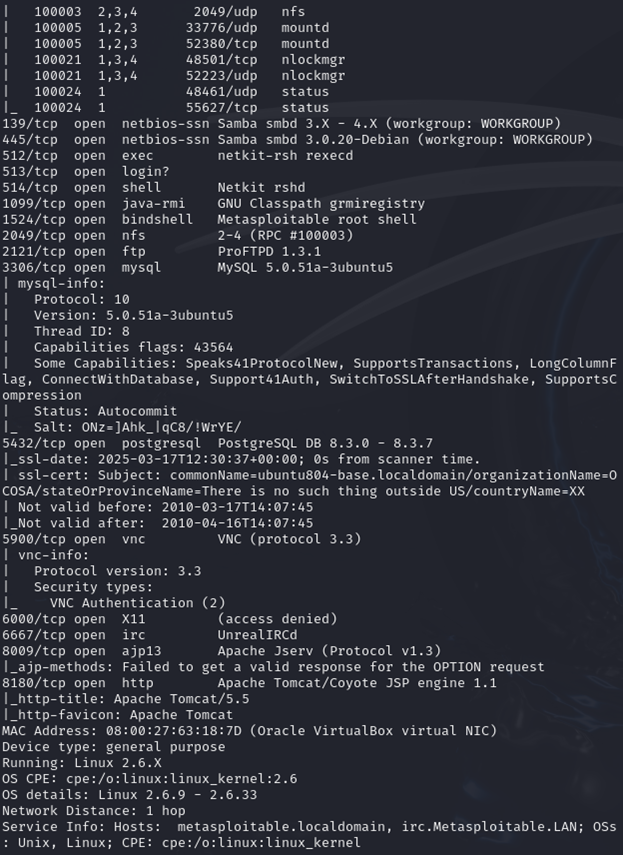 |   100003  2,3,4       2049/udp   nfs
|   100005  1,2,3      33776/udp   mountd
|   100005  1,2,3      52380/tcp   mountd
|   100021  1,3,4      48501/tcp   nlockmgr
|   100021  1,3,4      52223/udp   nlockmgr
|   100024  1          48461/udp   status
|_  100024  1          55627/tcp   status
139/tcp  open  netbios-ssn Samba smbd 3.X - 4.X (workgroup: WORKGROUP)
445/tcp  open  netbios-ssn Samba smbd 3.0.20-Debian (workgroup: WORKGROUP)
512/tcp  open  exec        netkit-rsh rexecd
513/tcp  open  login?
514/tcp  open  shell       Netkit rshd
1099/tcp open  java-rmi    GNU Classpath grmiregistry
1524/tcp open  bindshell   Metasploitable root shell
2049/tcp open  nfs         2-4 (RPC #100003)
2121/tcp open  ftp         ProFTPD 1.3.1
3306/tcp open  mysql       MySQL 5.0.51a-3ubuntu5
| mysql-info:
|   Protocol: 10
|   Version: 5.0.51a-3ubuntu5
|   Thread ID: 8
|   Capabilities flags: 43564
|   Some Capabilities: Speaks41ProtocolNew, SupportsTransactions, LongColumnF
lag, ConnectWithDatabase, Support41Auth, SwitchToSSLAfterHandshake, SupportsC
ompression
|   Status: Autocommit
|_  Salt: ONz=]Ahk_|qC8/!WrYE/
5432/tcp open  postgresql  PostgreSQL DB 8.3.0 - 8.3.7
|_ssl-date: 2025-03-17T12:30:37+00:00; 0s from scanner time.
| ssl-cert: Subject: commonName=ubuntu804-base.localdomain/organizationName=O
COSA/stateOrProvinceName=There is no such thing outside US/countryName=XX
| Not valid before: 2010-03-17T14:07:45
|_Not valid after:  2010-04-16T14:07:45
5900/tcp open  vnc         VNC (protocol 3.3)
| vnc-info:
|   Protocol version: 3.3
|   Security types:
|_    VNC Authentication (2)
6000/tcp open  X11         (access denied)
6667/tcp open  irc         UnrealIRCd
8009/tcp open  ajp13       Apache Jserv (Protocol v1.3)
|_ajp-methods: Failed to get a valid response for the OPTION request
8180/tcp open  http        Apache Tomcat/Coyote JSP engine 1.1
|_http-title: Apache Tomcat/5.5
|_http-favicon: Apache Tomcat
MAC Address: 08:00:27:63:18:7D (Oracle VirtualBox virtual NIC)
Device type: general purpose
Running: Linux 2.6.X
OS CPE: cpe:/o:linux:linux_kernel:2.6
OS details: Linux 2.6.9 - 2.6.33
Network Distance: 1 hop
Service Info: Hosts:  metasploitable.localdomain, irc.Metasploitable.LAN; OSs
: Unix, Linux; CPE: cpe:/o:linux:linux_kernel